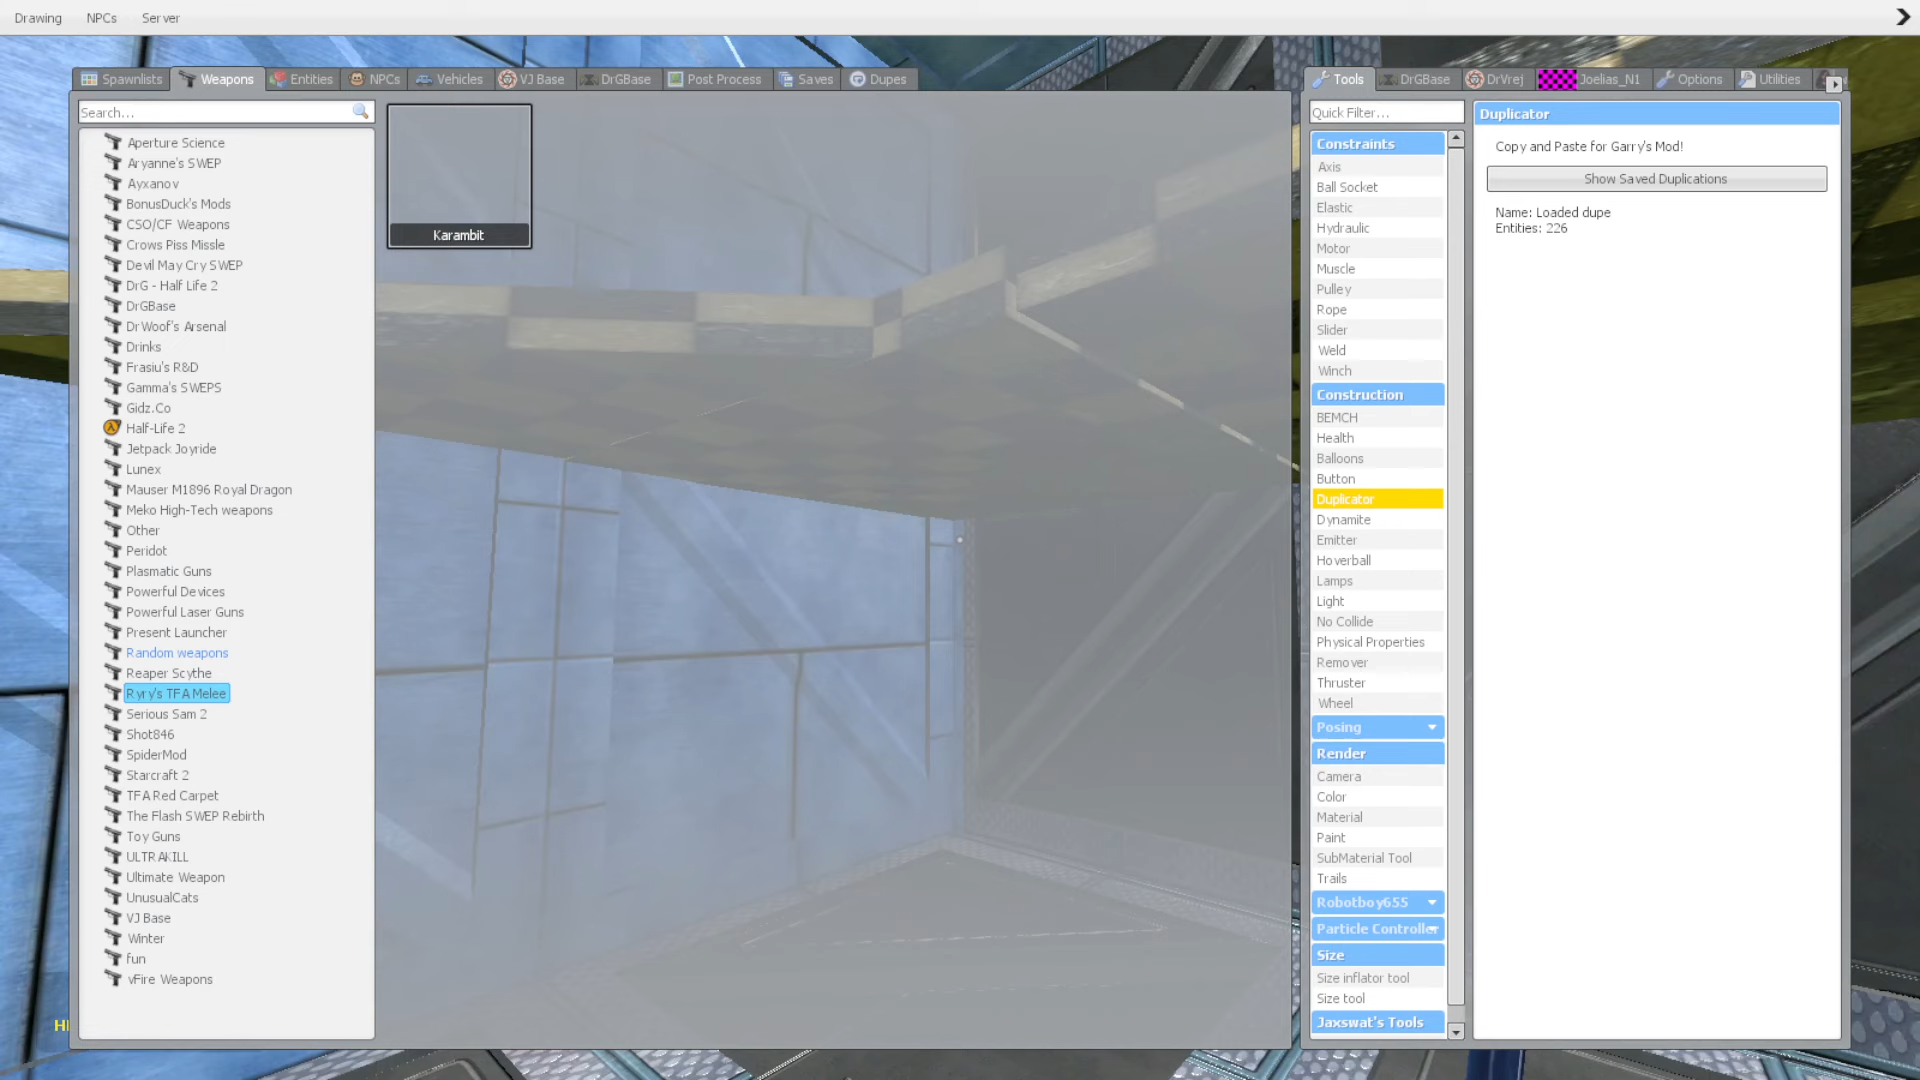 Drawing NPCs Server
Spawnlists Weapons Entities NPCs Vehicles VJ Base DrGBase Post Process Saves Dupes
Search...
Aperture Science
Aryanne's SWEP
Ayxanov
BonusDuck's Mods
CSO/CF Weapons
Crows Piss Missle
Devil May Cry SWEP
DrG - Half Life 2
DrGBase
DrWoof's Arsenal
Drinks
Frasiu's R&D
Gamma's SWEPS
Gidz.Co
Half-Life 2
Jetpack Joyride
Lunex
Mauser M1896 Royal Dragon
Meko High-Tech weapons
Other
Peridot
Plasmatic Guns
Powerful Devices
Powerful Laser Guns
Present Launcher
Random weapons
Reaper Scythe
Ryry's TFA Melee
Serious Sam 2
Shot846
SpiderMod
Starcraft 2
TFA Red Carpet
The Flash SWEP Rebirth
Toy Guns
ULTRAKILL
Ultimate Weapon
UnusualCats
VJ Base
Winter
fun
vFire Weapons
Karambit
Tools DrGBase DrVrej Joelias_N1 Options Utilities
Quick Filter...
Constraints
Axis
Ball Socket
Elastic
Hydraulic
Motor
Muscle
Pulley
Rope
Slider
Weld
Winch
Construction
BEMCH
Health
Balloons
Button
Duplicator
Dynamite
Emitter
Hoverball
Lamps
Light
No Collide
Physical Properties
Remover
Thruster
Wheel
Posing
Render
Camera
Color
Material
Paint
SubMaterial Tool
Trails
Robotboy655
Particle Controller
Size
Size inflator tool
Size tool
Jaxswat's Tools
Duplicator
Copy and Paste for Garry's Mod!
Show Saved Duplications
Name: Loaded dupe
Entities: 226